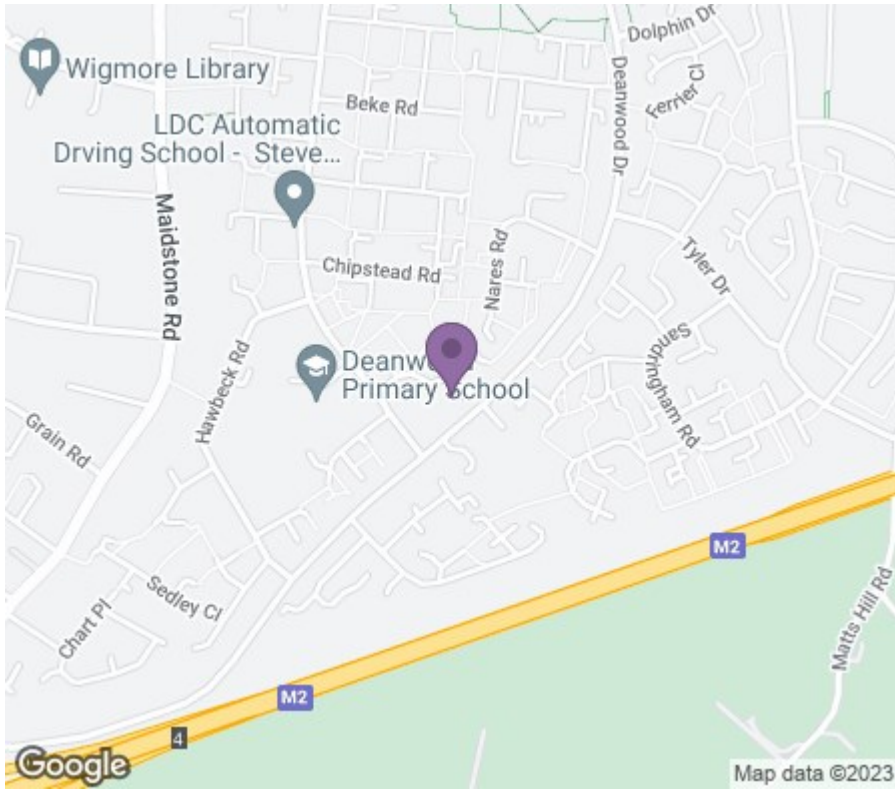 Dolphin Dr
Wigmore Library
Deanwood Dr
Ferrier Cl
Beke Rd
LDC Automatic
Drving School - Steve...
Maidstone Rd
Nares Rd
Tyler Dr
Chipstead Rd
Sandringham Rd
Hawbeck Rd
Deanwood
Primary School
Grain Rd
M2
Sedley Cl
Chart Pl
Matts Hill Rd
M2
4
Google
Map data ©2023